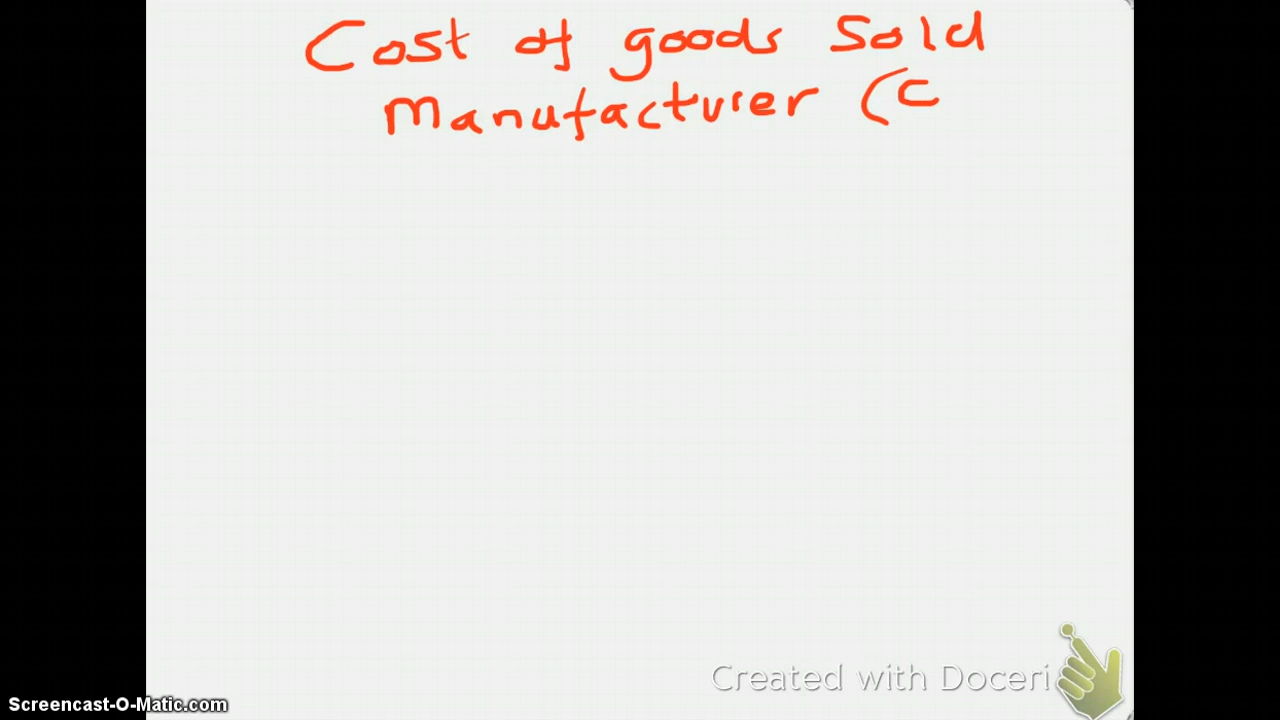 Cost of goods sold
Manufacturer (C
Created with Doceri
Screencast-O-Matic.com